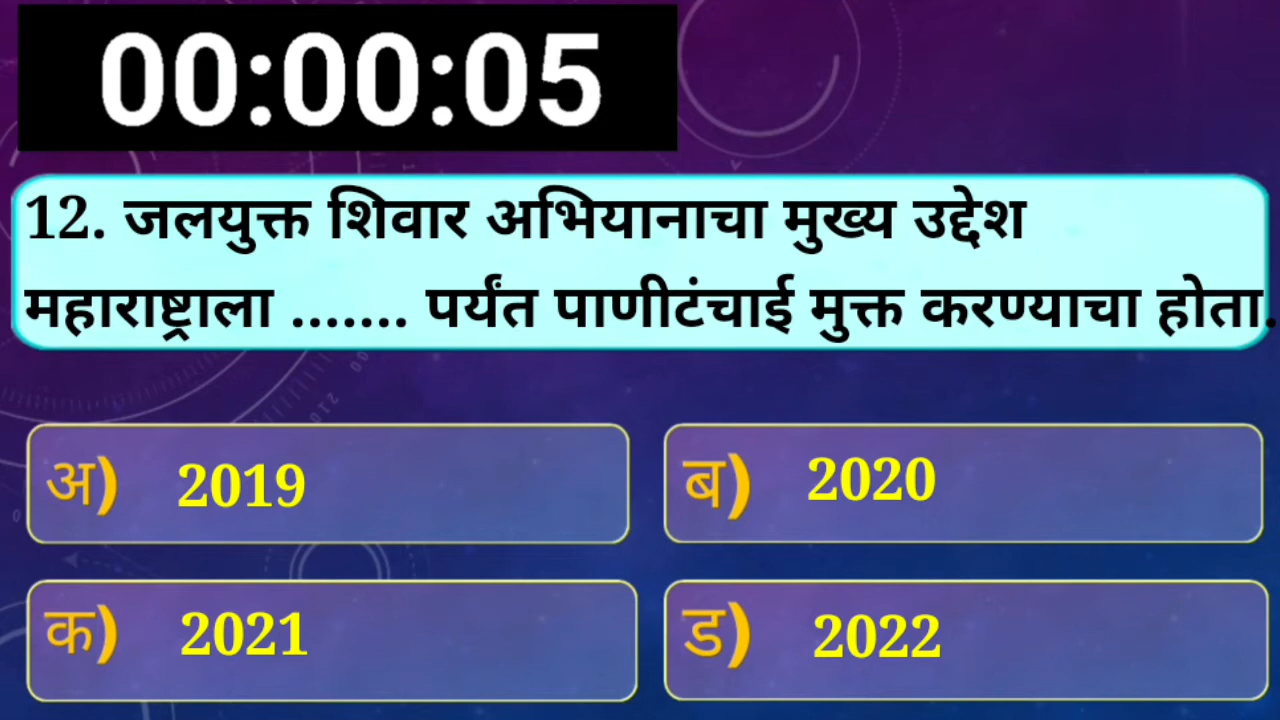 00:00:05
12. जलयुक्त शिवार अभियानाचा मुख्य उद्देश
महाराष्ट्राला ....... पर्यंत पाणीटंचाई मुक्त करण्याचा होता.
अ) 2019
ब) 2020
क) 2021
ड) 2022